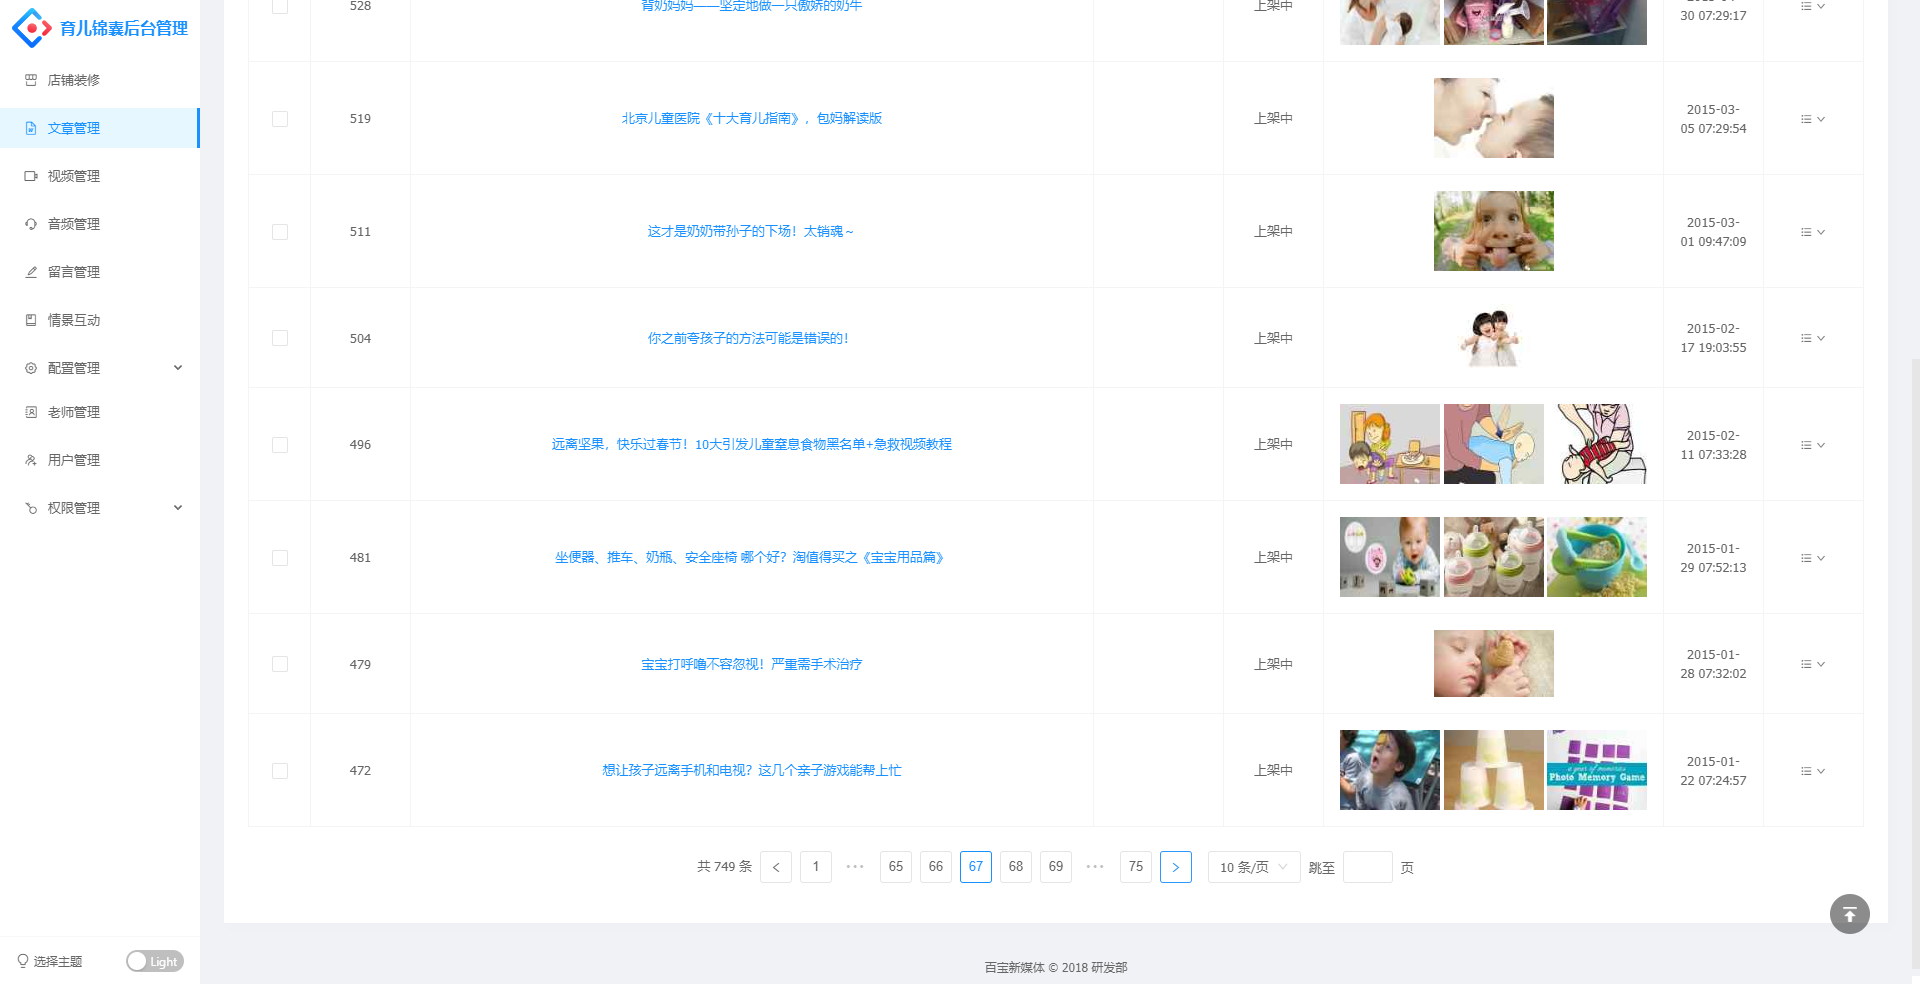 育儿锦囊后台管理
店铺装修
文章管理
视频管理
音频管理
留言管理
情景互动
配置管理
老师管理
用户管理
权限管理
选择主题
Light
528
背奶妈妈——坚定地做一只傲娇的奶牛
上架中
30 07:29:17
519
北京儿童医院《十大育儿指南》，包妈解读版
上架中
2015-03-
05 07:29:54
511
这才是奶奶带孙子的下场！太销魂～
上架中
2015-03-
01 09:47:09
504
你之前夸孩子的方法可能是错误的！
上架中
2015-02-
17 19:03:55
496
远离坚果，快乐过春节！10大引发儿童窒息食物黑名单+急救视频教程
上架中
2015-02-
11 07:33:28
481
坐便器、推车、奶瓶、安全座椅 哪个好？淘值得买之《宝宝用品篇》
上架中
2015-01-
29 07:52:13
479
宝宝打呼噜不容忽视！严重需手术治疗
上架中
2015-01-
28 07:32:02
472
想让孩子远离手机和电视？这几个亲子游戏能帮上忙
上架中
a year of memories
Photo Memory Game
2015-01-
22 07:24:57
共 749 条 < 1 ••• 65 66 67 68 69 ••• 75 > 10 条/页 跳至 页
百宝新媒体 © 2018 研发部